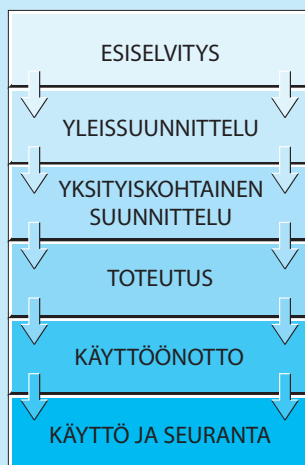 ESISELVITYS
YLEISSUUNNITTELU
YKSITYISKOHTAINEN
SUUNNITTELU
TOTEUTUS
KÄYTTÖÖNOTTO
KÄYTTÖ JA SEURANTA